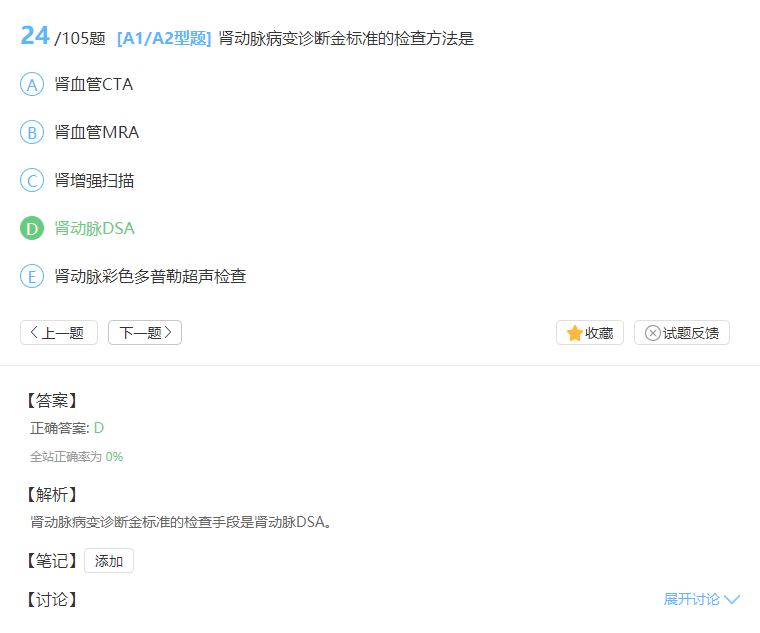 24/105题 [A1/A2型题] 肾动脉病变诊断金标准的检查方法是
A 肾血管CTA
B 肾血管MRA
C 肾增强扫描
D 肾动脉DSA
E 肾动脉彩色多普勒超声检查
上一题 下一题 收藏 试题反馈
【答案】
正确答案: D
全站正确率为 0%
【解析】
肾动脉病变诊断金标准的检查手段是肾动脉DSA。
【笔记】 添加
【讨论】 展开讨论